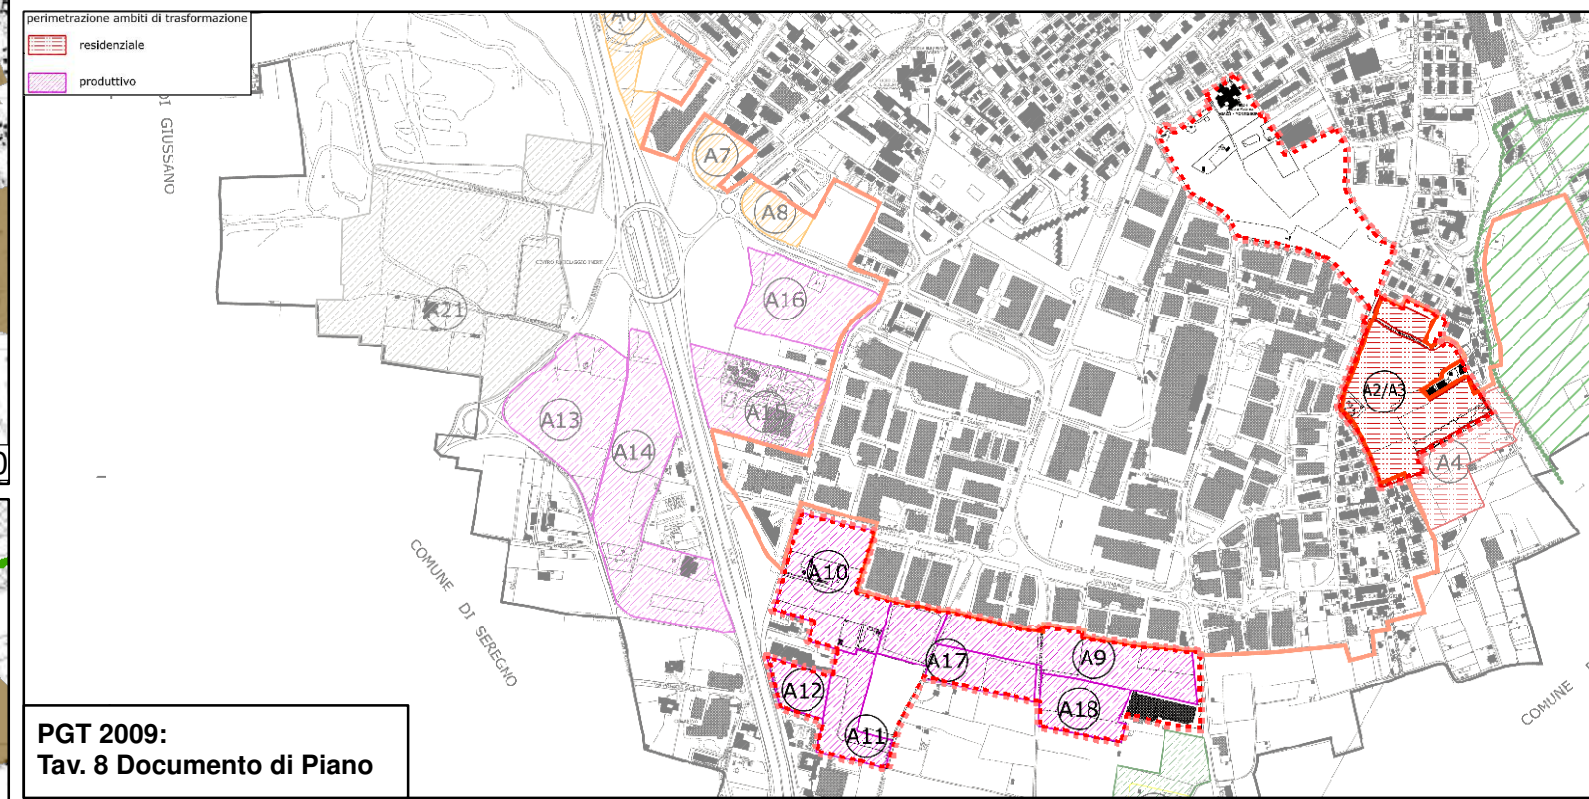 perimetrazione ambiti di trasformazione
residenziale
produttivo
DI GIUSSANO
A6
A7
A8
A16
A21
A15
A13
A14
A2/A3
A4
A10
A17
A9
A12
A18
A11
COMUNE DI SEREGNO
COMUNE
PGT 2009:
Tav. 8 Documento di Piano